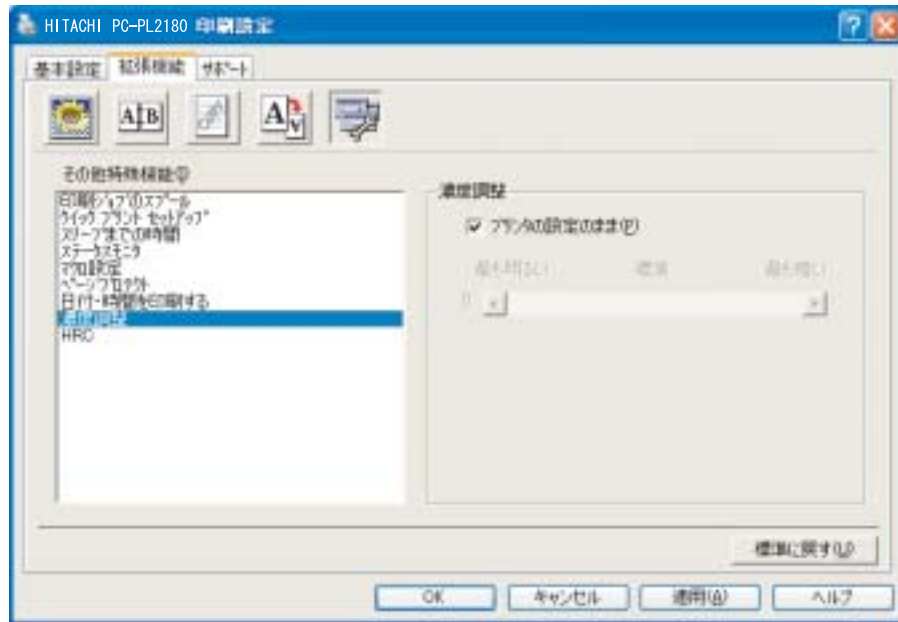 HITACHI PC-PL2180 印刷設定
基本設定 拡張機能 サポート
A B
A A
その他特殊機能(I)
印刷ジョブのスプール
クイック プリント セットアップ
スリープまでの時間
ステータスモニタ
マクロ設定
ページプロテクト
日付・時間を印刷する
濃度調整
HRC
濃度調整
プリンタの設定のまま(P)
最も明るい 標準 最も暗い
0
標準に戻す(U)
OK キャンセル 適用(A) ヘルプ